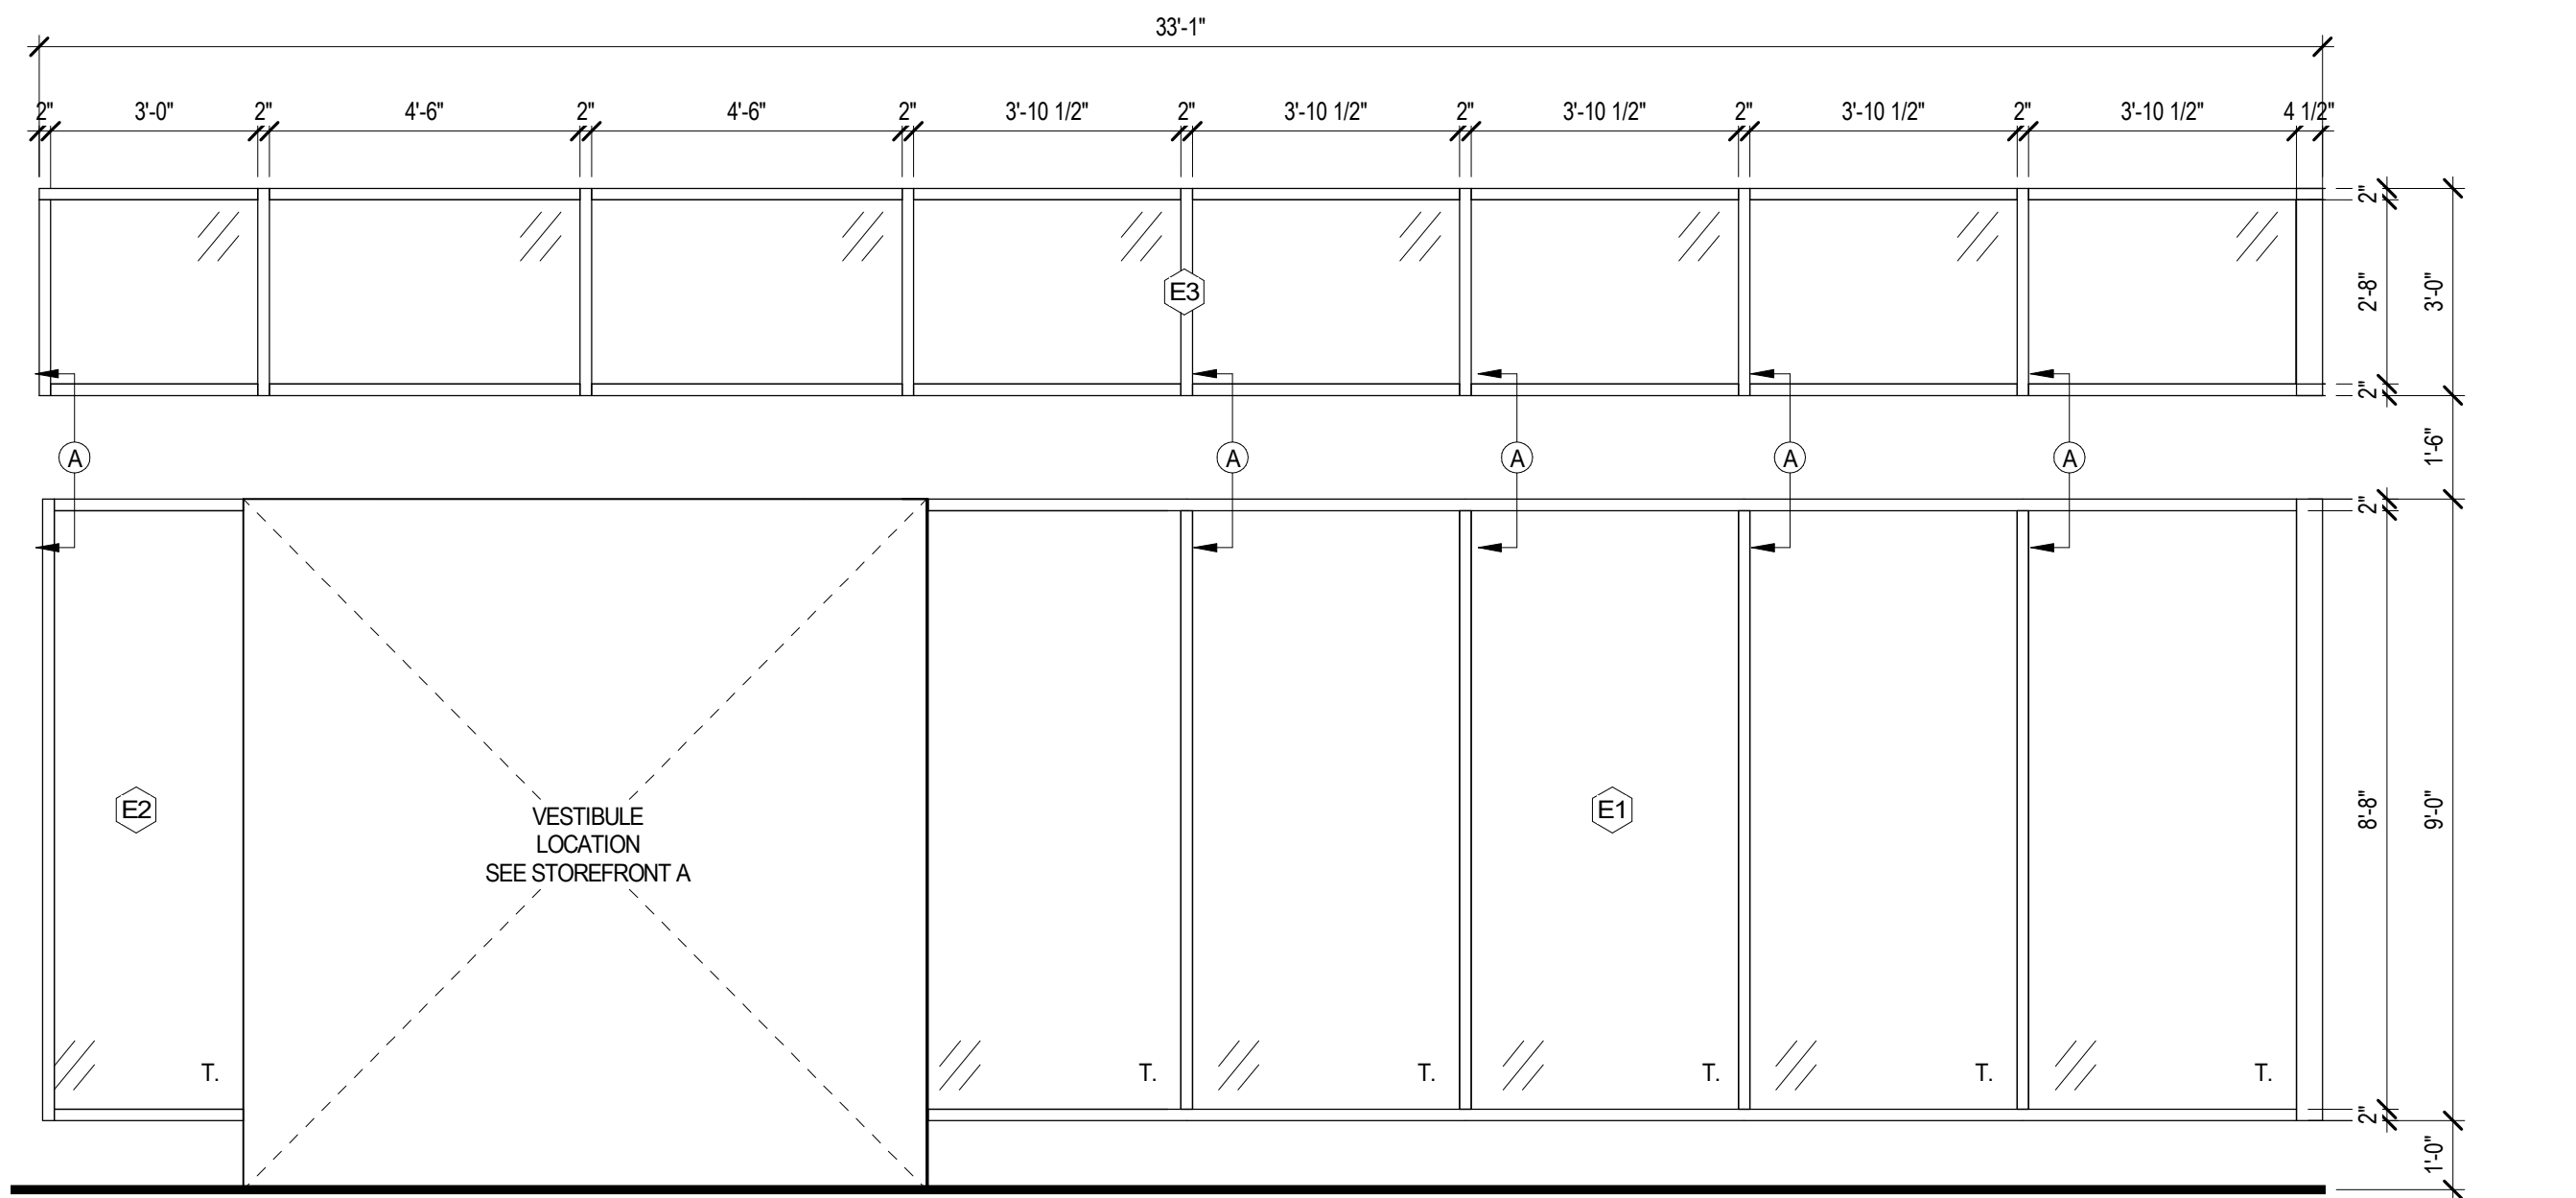 33'-1"
2" 3'-0" 2" 4'-6" 2" 4'-6" 2" 3'-10 1/2" 2" 3'-10 1/2" 2" 3'-10 1/2" 2" 3'-10 1/2" 2" 3'-10 1/2" 4 1/2"
2"
E3
2'-8" 3'-0"
2"
A A A A A
1'-6"
2"
E2
E1
8'-8" 9'-0"
VESTIBULE
LOCATION
SEE STOREFRONT A
T. T. T. T. T. T.
2"
1'-0"